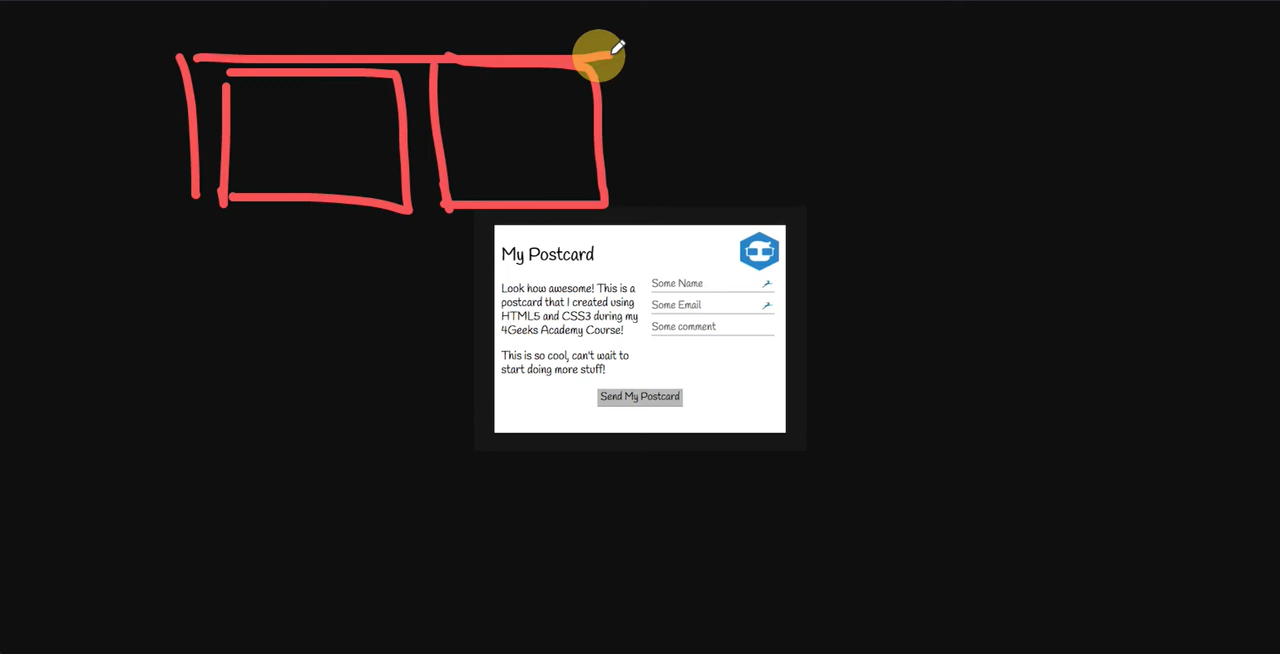 My Postcard
Look how awesome! This is a
postcard that I created using
HTML5 and CSS3 during my
4Geeks Academy Course!
This is so cool, can't wait to
start doing more stuff!
Some Name
Some Email
Some comment
Send My Postcard